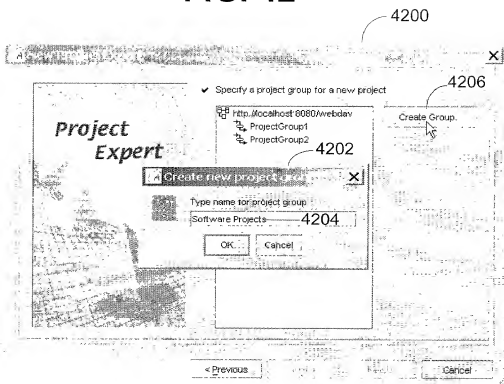 4200
4206
✔ Specify a project group for a new project
http://localhost:8080/webdav
ProjectGroup1
ProjectGroup2
Create Group.
Project
Expert
4202
Create new project
Type name for project group
Software Projects
4204
OK
Cancel
< Previous
Cancel